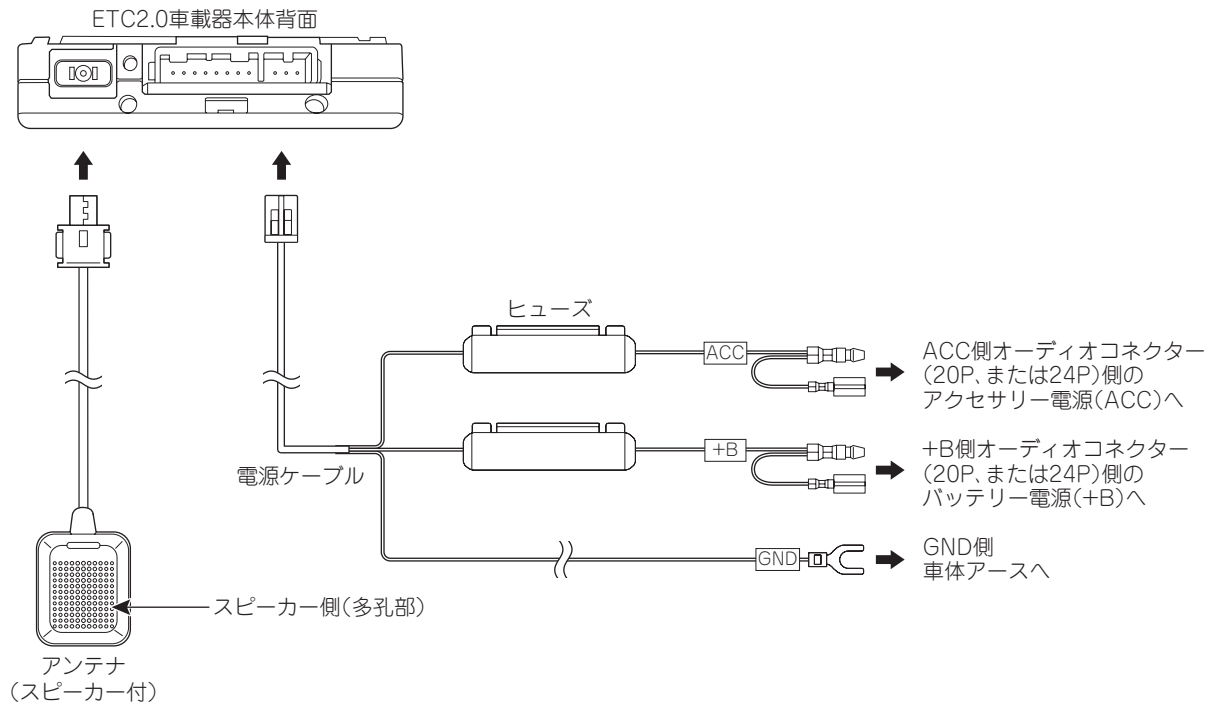 ETC2.0車載器本体背面
ヒューズ
ACC
ACC側オーディオコネクター
(20P、または24P)側の
アクセサリー電源(ACC)へ
+B
+B側オーディオコネクター
(20P、または24P)側の
バッテリー電源(+B)へ
電源ケーブル
GND
GND側
車体アースへ
スピーカー側(多孔部)
アンテナ
(スピーカー付)